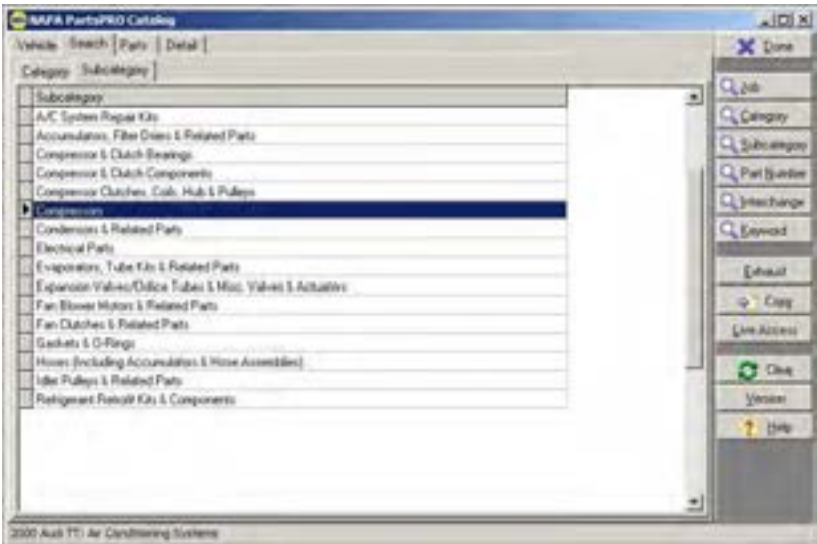 NAPA PartsPRO Catalog
Vehicle Search Parts Detail
Category Subcategory
Subcategory
A/C System Repair Kits
Accumulators, Filter Driers & Related Parts
Compressor & Clutch Bearings
Compressor & Clutch Components
Compressor Clutches, Coils, Hub & Pulleys
Compressors
Condensors & Related Parts
Electrical Parts
Evaporators, Tube Kits & Related Parts
Expansion Valves/Orifice Tubes & Misc. Valves & Actuators
Fan Blower Motors & Related Parts
Fan Clutches & Related Parts
Gaskets & O-Rings
Hoses (Including Accumulators & Hose Assemblies)
Idler Pulleys & Related Parts
Refrigerant Retrofit Kits & Components
Done
Job
Category
Subcategory
Part Number
Interchange
Keyword
Exhaust
Copy
Live Access
Clear
Version
Help
2000 Audi TT: Air Conditioning Systems